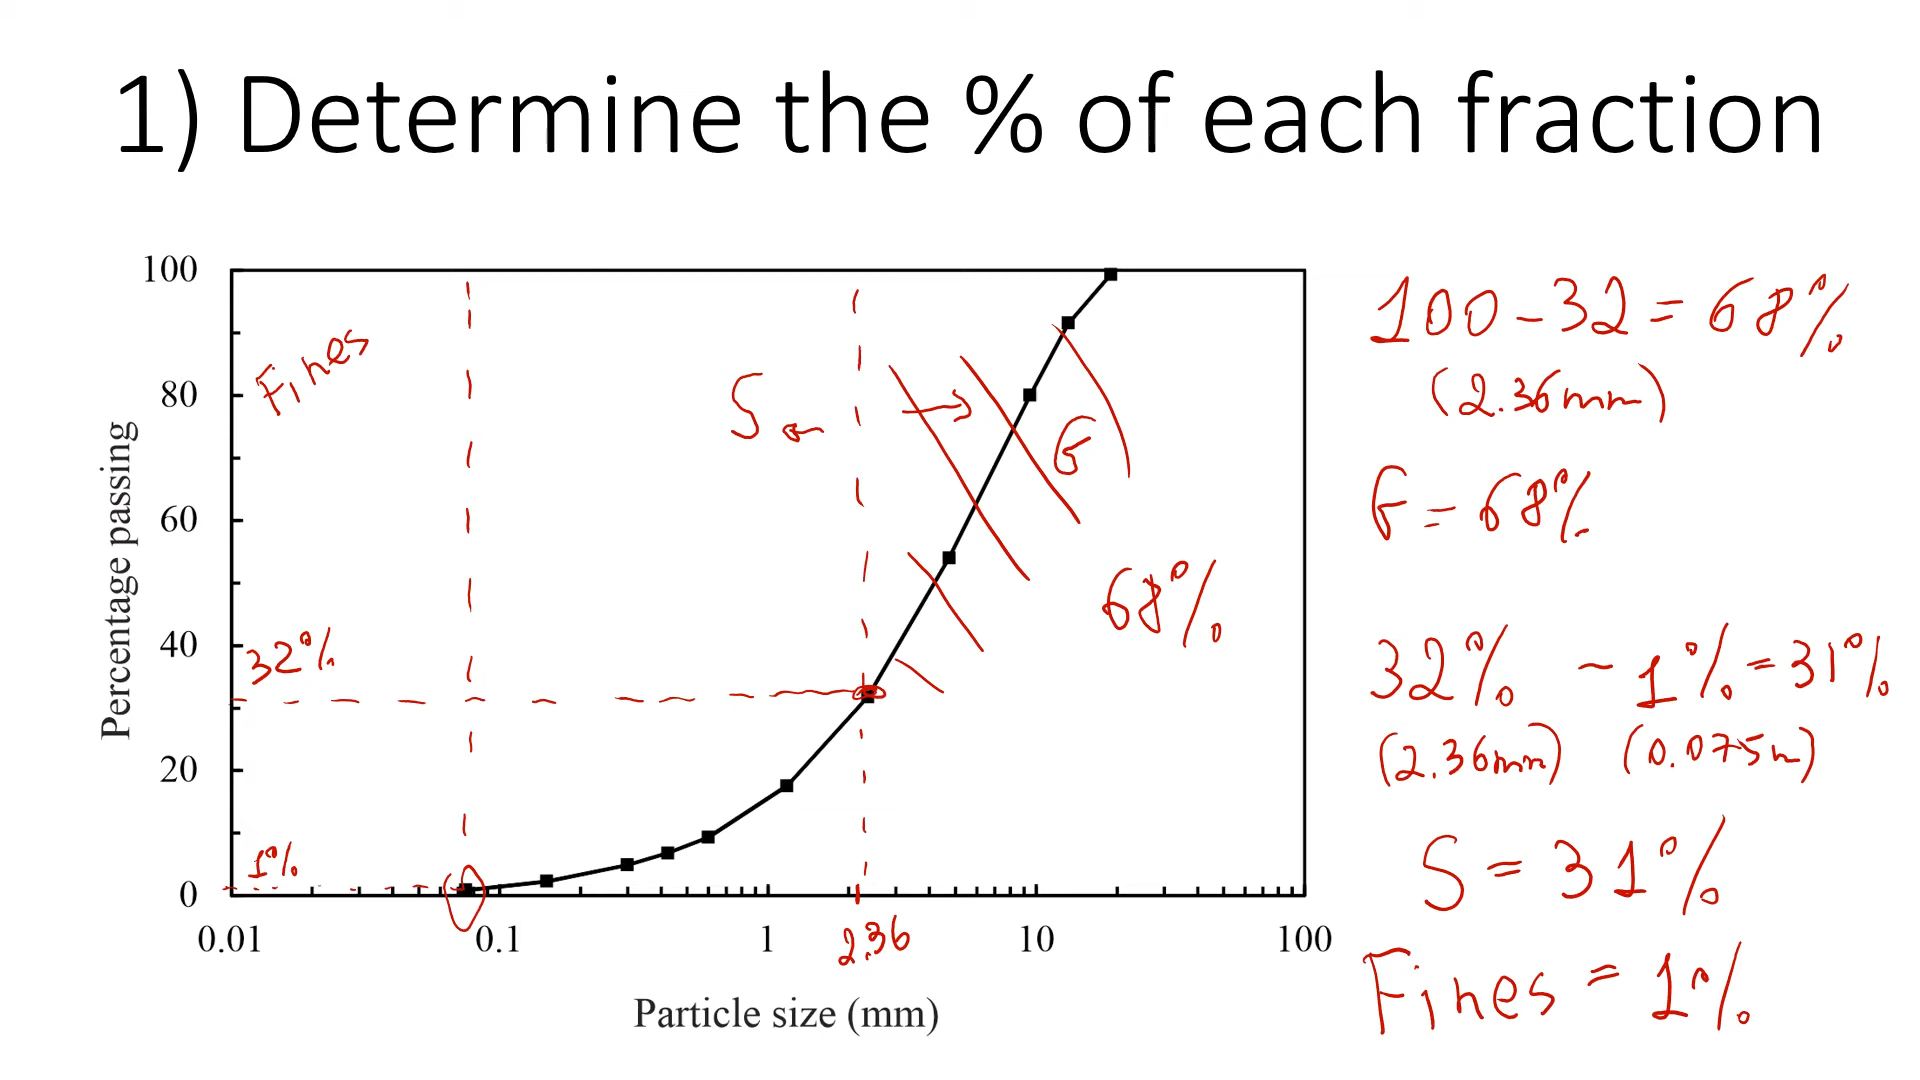 1) Determine the % of each fraction
100
80
60
40
20
0
Percentage passing
0.01 0.1 1 10 100
Particle size (mm)
Fines
S
G
68%
32%
1%
2.36
100 - 32 = 68%
(2.36mm)
G = 68%
32% - 1% = 31%
(2.36mm) (0.075m)
S = 31%
Fines = 1%